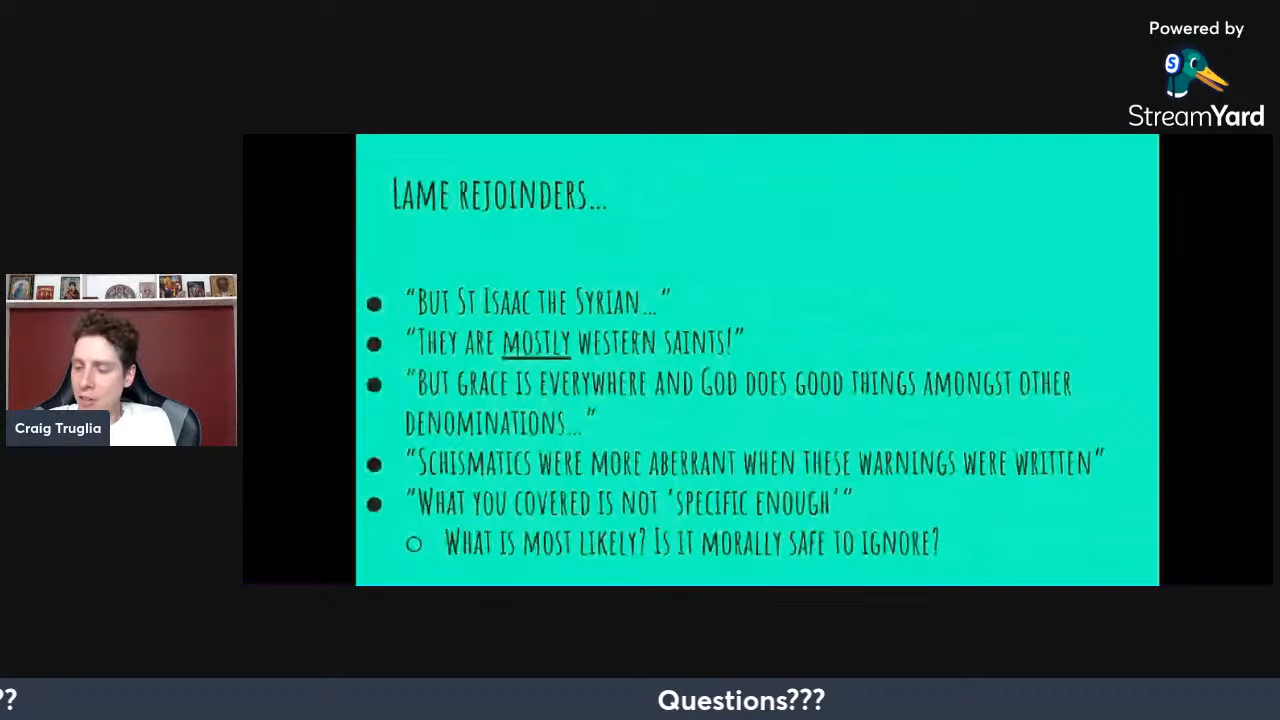 Powered by
StreamYard
Lame rejoinders...
● "But St Isaac the Syrian..."
● "They are mostly western saints!"
● "But grace is everywhere and God does good things amongst other
denominations..."
● "Schismatics were more aberrant when these warnings were written"
● "What you covered is not 'specific enough'"
○ What is most likely? Is it morally safe to ignore?
Craig Truglia
?? Questions???